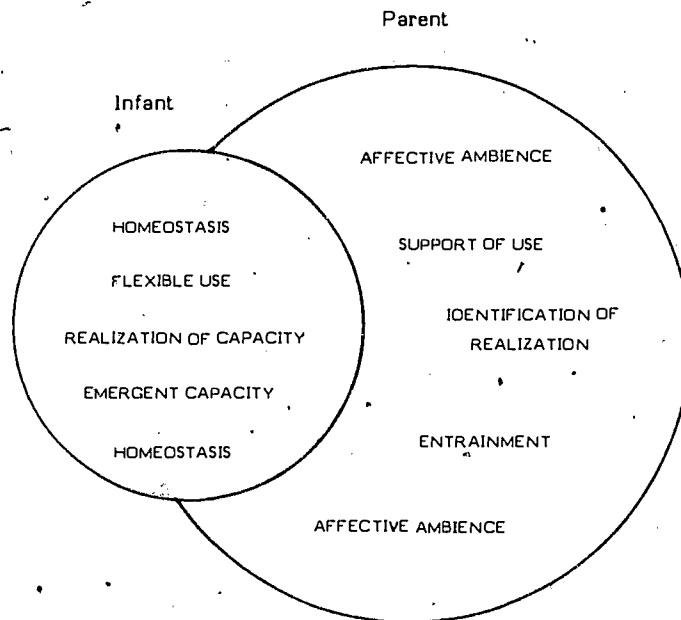 Parent
Infant
AFFECTIVE AMBIENCE
HOMEOSTASIS
SUPPORT OF USE
FLEXIBLE USE
IDENTIFICATION OF
REALIZATION
REALIZATION OF CAPACITY
EMERGENT CAPACITY
ENTRAINMENT
HOMEOSTASIS
AFFECTIVE AMBIENCE